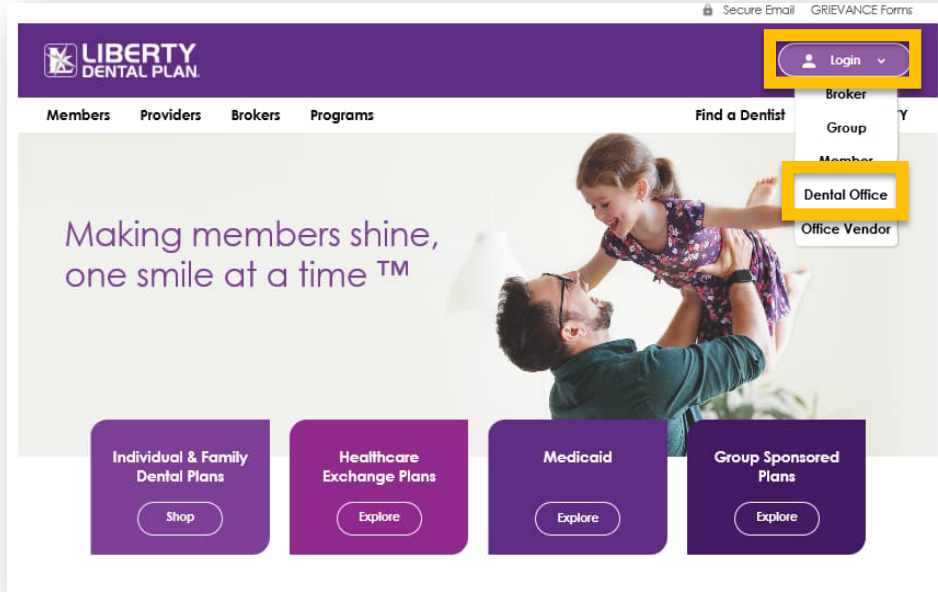 Secure Email GRIEVANCE Forms
LIBERTY
DENTAL PLAN.
Login
Members Providers Brokers Programs Find a Dentist Y
Broker
Group
Member
Dental Office
Office Vendor
Making members shine,
one smile at a time ™
Individual & Family
Dental Plans
Shop
Healthcare
Exchange Plans
Explore
Medicaid
Explore
Group Sponsored
Plans
Explore